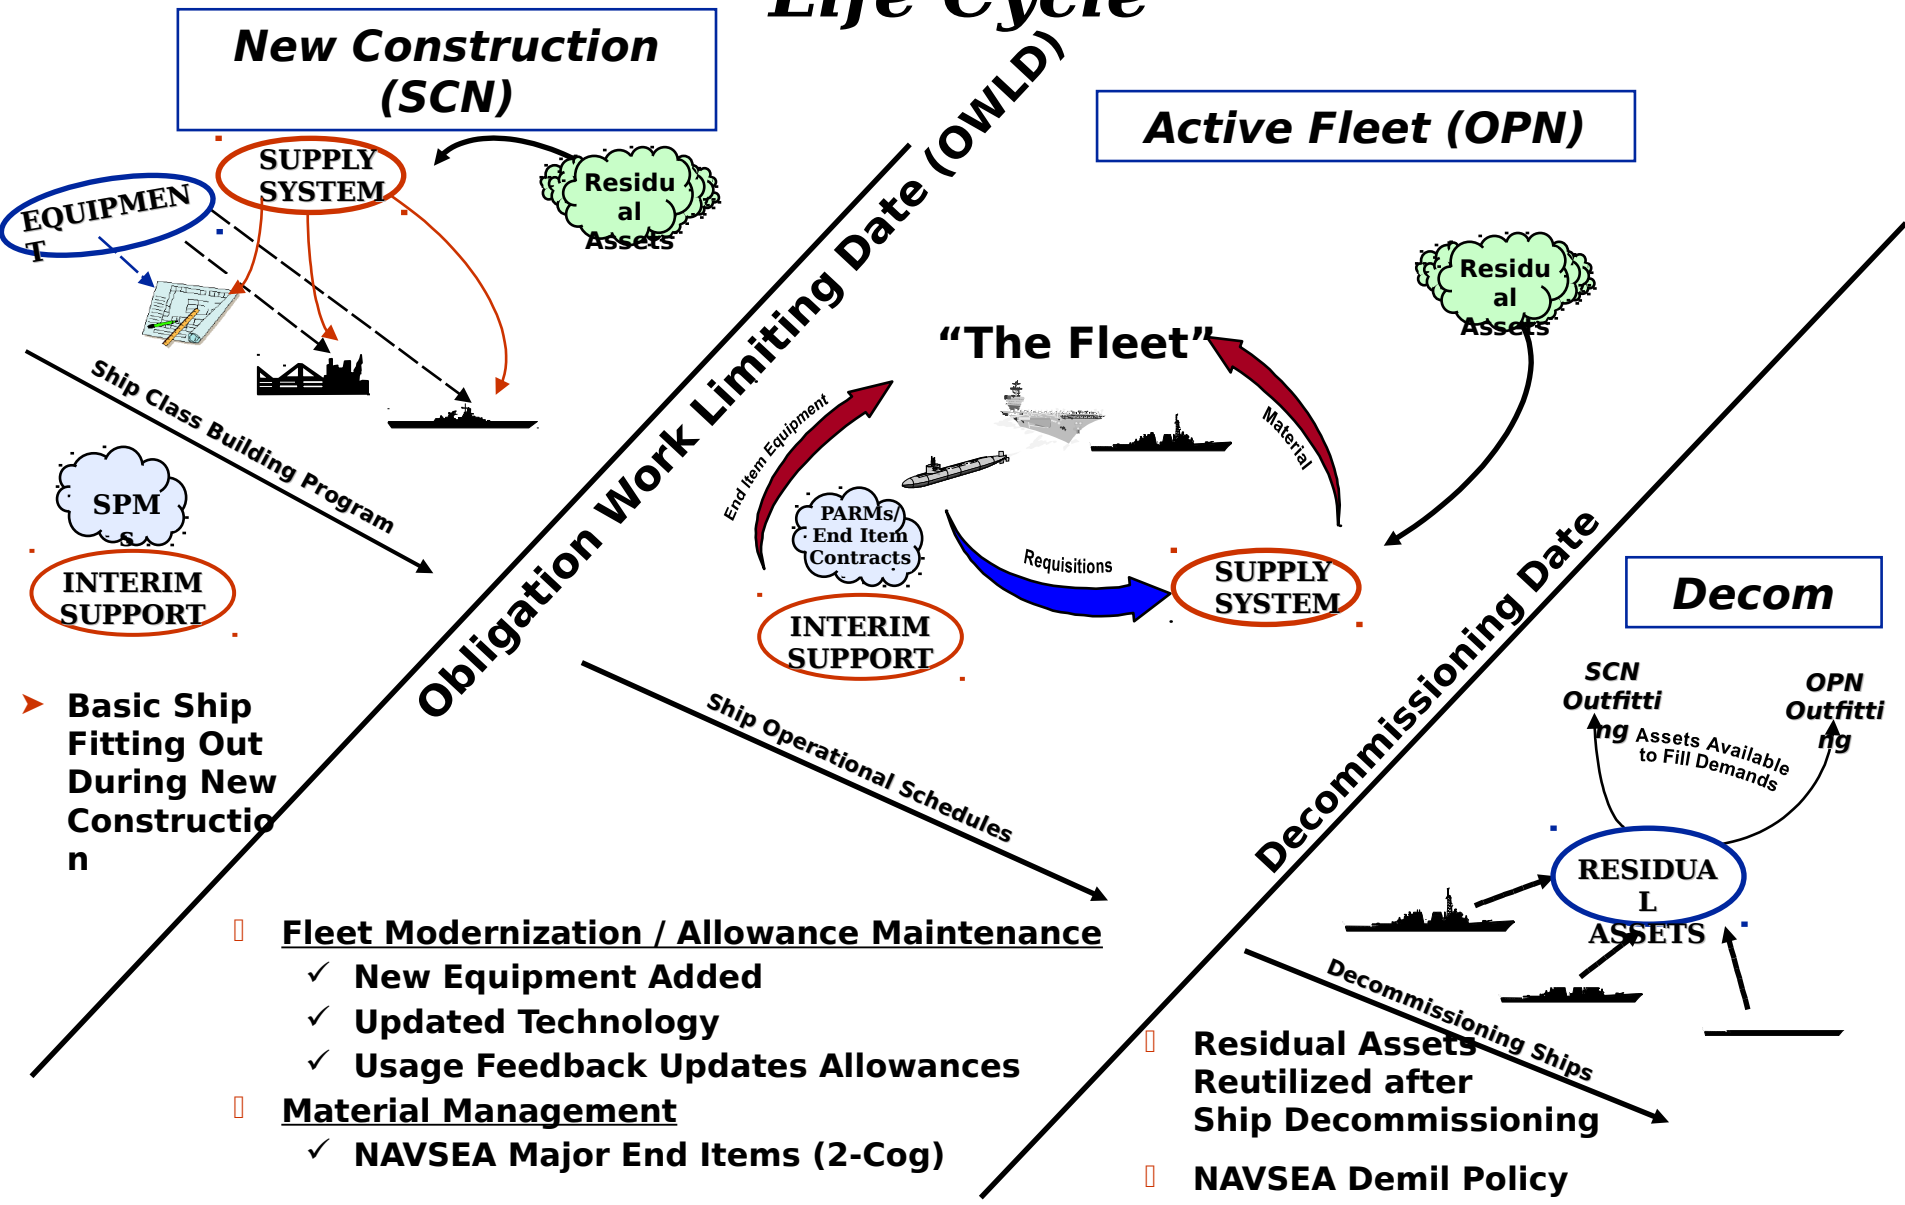 Life Cycle
New Construction
(SCN)
SUPPLY
SYSTEM
EQUIPMEN
T
Residu
al
Assets
Ship Class Building Program
SPM
s
INTERIM
SUPPORT
➤ Basic Ship
Fitting Out
During New
Constructio
n
Obligation Work Limiting Date (OWLD)
Active Fleet (OPN)
Residu
al
Assets
“The Fleet”
End Item Equipment
Material
PARMs/
End Item
Contracts
Requisitions
SUPPLY
SYSTEM
INTERIM
SUPPORT
Ship Operational Schedules
Fleet Modernization / Allowance Maintenance
✓ New Equipment Added
✓ Updated Technology
✓ Usage Feedback Updates Allowances
Material Management
✓ NAVSEA Major End Items (2-Cog)
Decommissioning Date
Decom
SCN
Outfitti
ng
OPN
Outfitti
ng
Assets Available
to Fill Demands
RESIDUA
L
ASSETS
Decommissioning Ships
Residual Assets
Reutilized after
Ship Decommissioning
NAVSEA Demil Policy